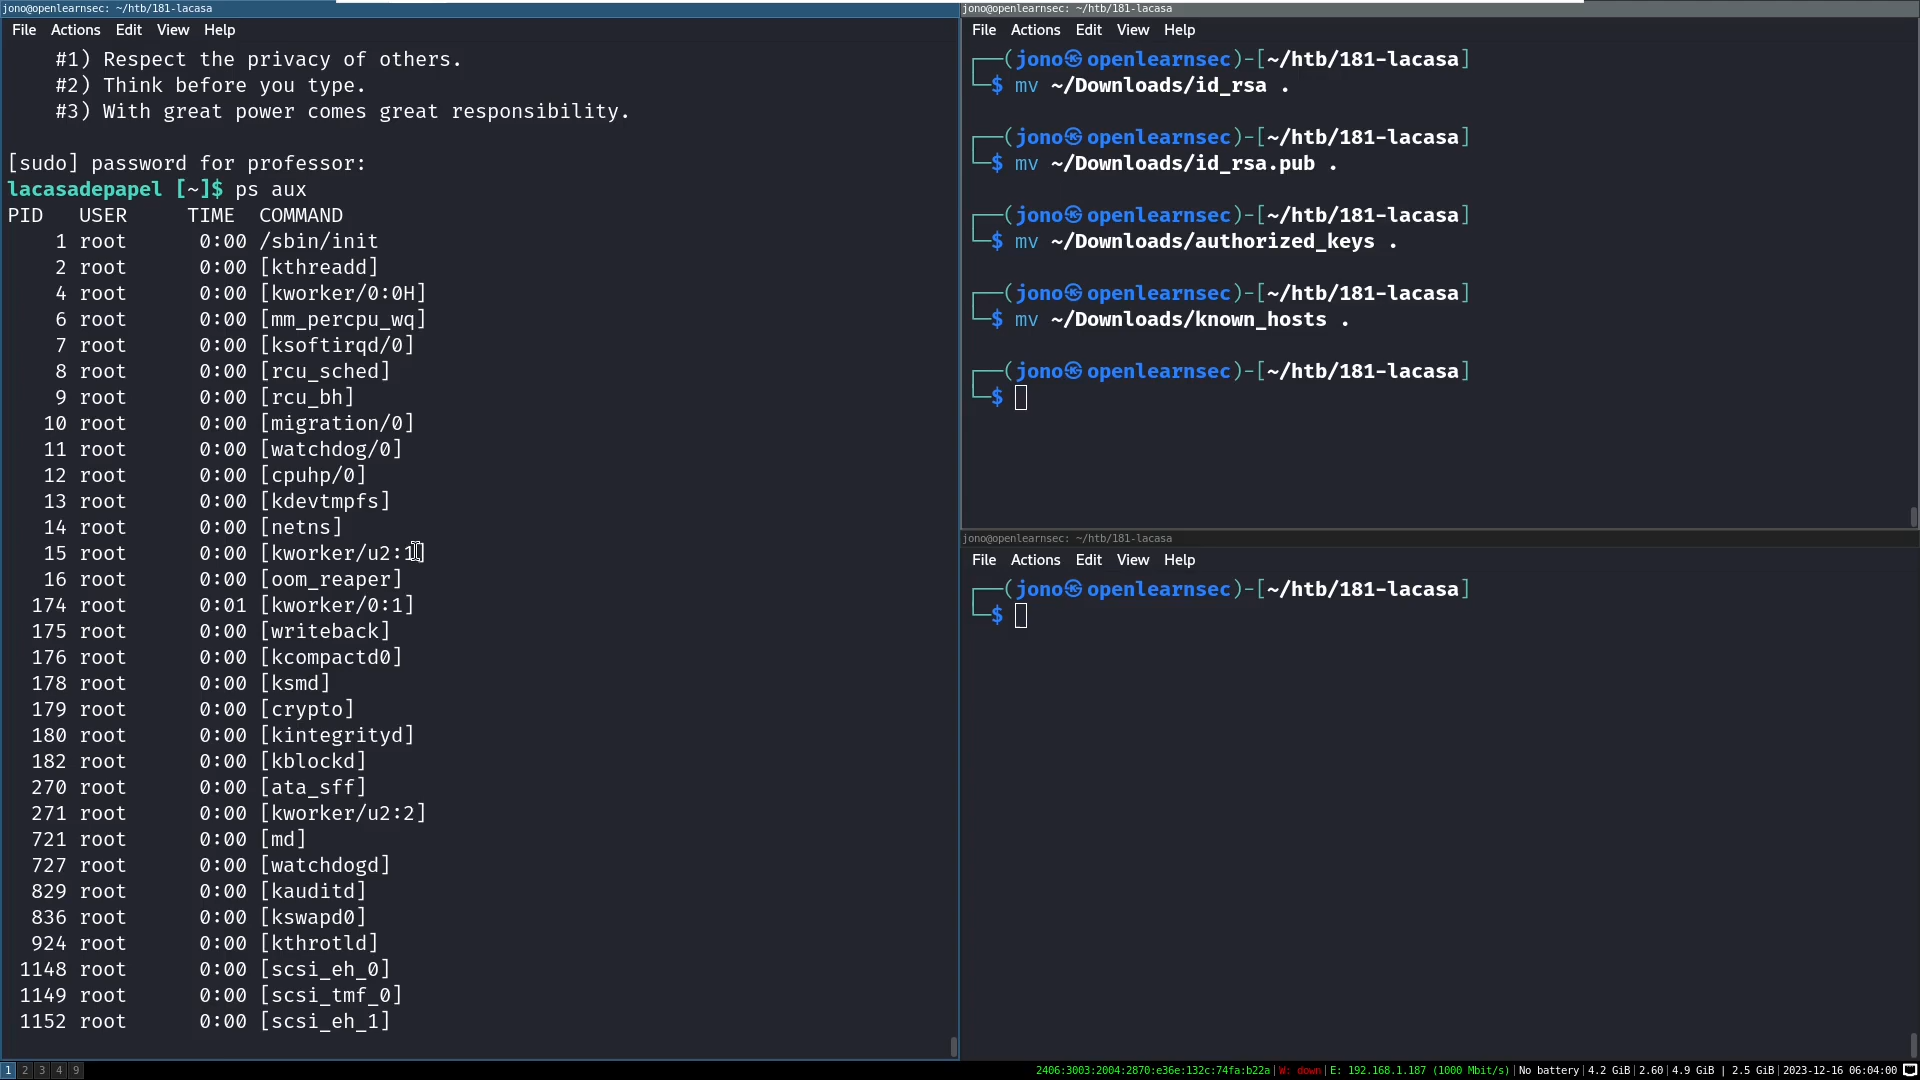 jono@openlearnsec: ~/htb/181-lacasa
File Actions Edit View Help
#1) Respect the privacy of others.
#2) Think before you type.
#3) With great power comes great responsibility.
[sudo] password for professor:
lacasadepapel [~]$ ps aux
PID USER TIME COMMAND
1 root 0:00 /sbin/init
2 root 0:00 [kthreadd]
4 root 0:00 [kworker/0:0H]
6 root 0:00 [mm_percpu_wq]
7 root 0:00 [ksoftirqd/0]
8 root 0:00 [rcu_sched]
9 root 0:00 [rcu_bh]
10 root 0:00 [migration/0]
11 root 0:00 [watchdog/0]
12 root 0:00 [cpuhp/0]
13 root 0:00 [kdevtmpfs]
14 root 0:00 [netns]
15 root 0:00 [kworker/u2:1]
16 root 0:00 [oom_reaper]
174 root 0:01 [kworker/0:1]
175 root 0:00 [writeback]
176 root 0:00 [kcompactd0]
178 root 0:00 [ksmd]
179 root 0:00 [crypto]
180 root 0:00 [kintegrityd]
182 root 0:00 [kblockd]
270 root 0:00 [ata_sff]
271 root 0:00 [kworker/u2:2]
721 root 0:00 [md]
727 root 0:00 [watchdogd]
829 root 0:00 [kauditd]
836 root 0:00 [kswapd0]
924 root 0:00 [kthrotld]
1148 root 0:00 [scsi_eh_0]
1149 root 0:00 [scsi_tmf_0]
1152 root 0:00 [scsi_eh_1]
jono@openlearnsec: ~/htb/181-lacasa
File Actions Edit View Help
┌──(jono㉿openlearnsec)-[~/htb/181-lacasa]
└─$ mv ~/Downloads/id_rsa .
┌──(jono㉿openlearnsec)-[~/htb/181-lacasa]
└─$ mv ~/Downloads/id_rsa.pub .
┌──(jono㉿openlearnsec)-[~/htb/181-lacasa]
└─$ mv ~/Downloads/authorized_keys .
┌──(jono㉿openlearnsec)-[~/htb/181-lacasa]
└─$ mv ~/Downloads/known_hosts .
┌──(jono㉿openlearnsec)-[~/htb/181-lacasa]
└─$
jono@openlearnsec: ~/htb/181-lacasa
File Actions Edit View Help
┌──(jono㉿openlearnsec)-[~/htb/181-lacasa]
└─$
1 2 3 4 9
2406:3003:2004:2870:e36e:132c:74fa:b22a|W: down|E: 192.168.1.187 (1000 Mbit/s)|No battery|4.2 GiB|2.60|4.9 GiB | 2.5 GiB|2023-12-16 06:04:00